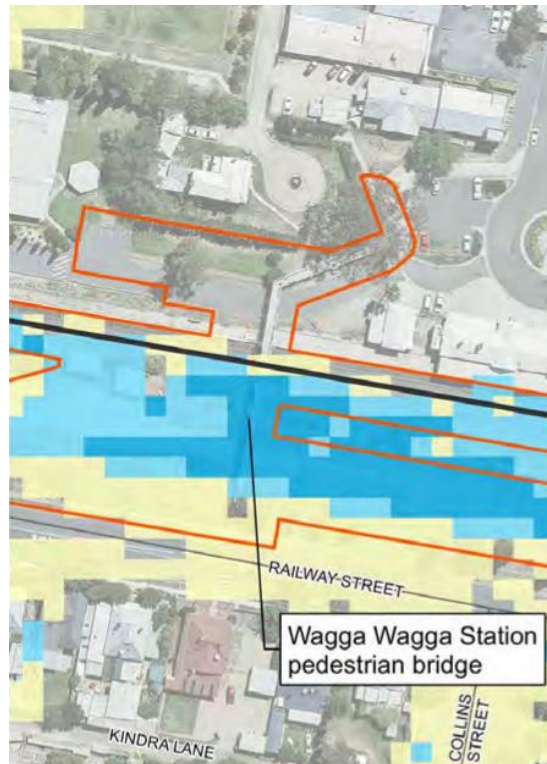 RAILWAY STREET
Wagga Wagga Station
pedestrian bridge
COLLINS
STREET
KINDRA LANE